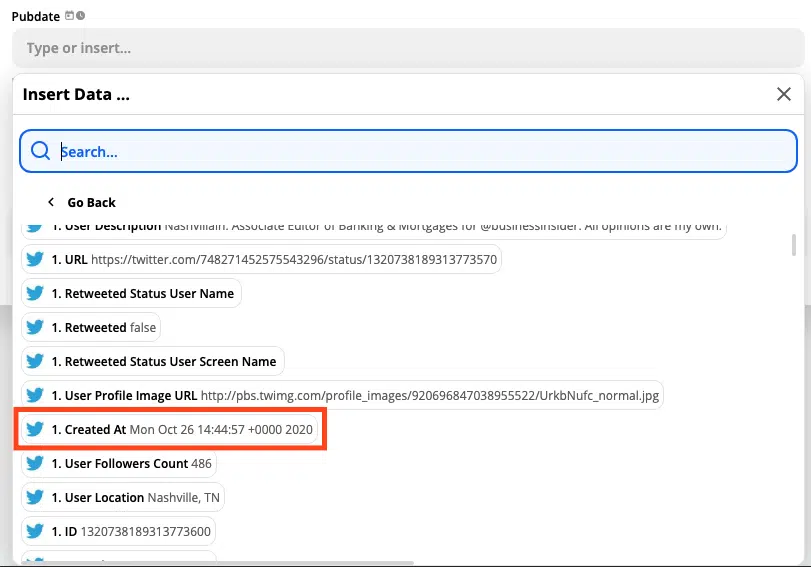 Pubdate
Type or insert...
Insert Data ...
Search...
Go Back
1. User Description Nashvillain. Associate Editor of Banking & Mortgages for @businessinsider. All opinions are my own.
1. URL https://twitter.com/748271452575543296/status/1320738189313773570
1. Retweeted Status User Name
1. Retweeted false
1. Retweeted Status User Screen Name
1. User Profile Image URL http://pbs.twimg.com/profile_images/920696847038955522/UrkbNufc_normal.jpg
1. Created At Mon Oct 26 14:44:57 +0000 2020
1. User Followers Count 486
1. User Location Nashville, TN
1. ID 1320738189313773600